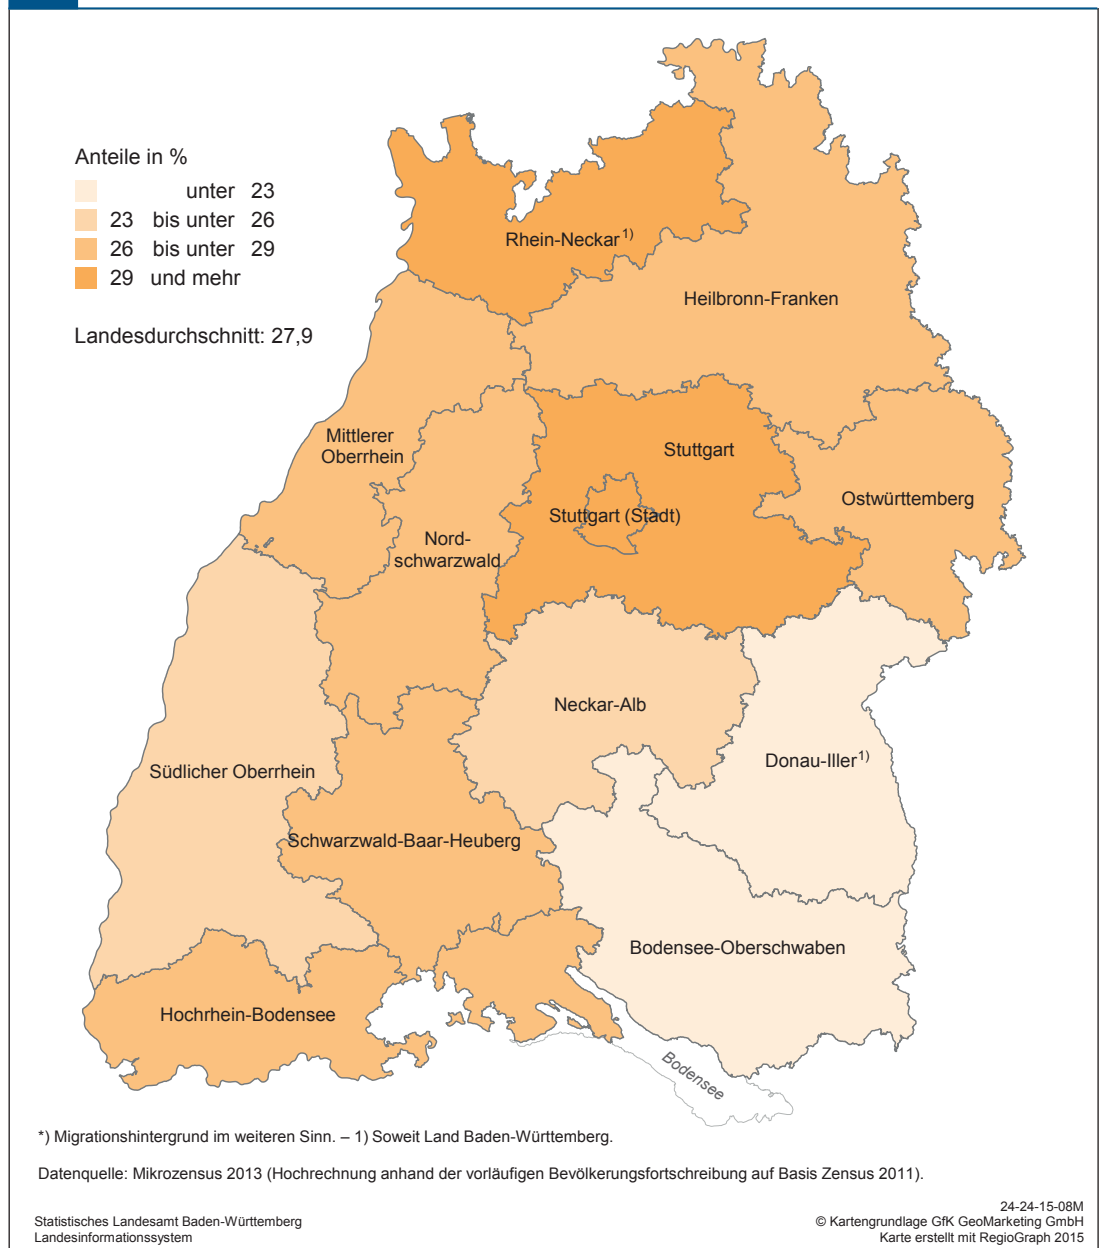 Anteile in %
unter 23
23 bis unter 26
26 bis unter 29
29 und mehr
Landesdurchschnitt: 27,9
Rhein-Neckar 1)
Heilbronn-Franken
Mittlerer
Oberrhein
Stuttgart
Ostwürttemberg
Stuttgart (Stadt)
Nord-
schwarzwald
Neckar-Alb
Donau-Iller 1)
Südlicher Oberrhein
Schwarzwald-Baar-Heuberg
Bodensee-Oberschwaben
Hochrhein-Bodensee
Bodensee
*) Migrationshintergrund im weiteren Sinn. – 1) Soweit Land Baden-Württemberg.
Datenquelle: Mikrozensus 2013 (Hochrechnung anhand der vorläufigen Bevölkerungsfortschreibung auf Basis Zensus 2011).
24-24-15-08M
Statistisches Landesamt Baden-Württemberg
© Kartengrundlage GfK GeoMarketing GmbH
Landesinformationssystem
Karte erstellt mit RegioGraph 2015